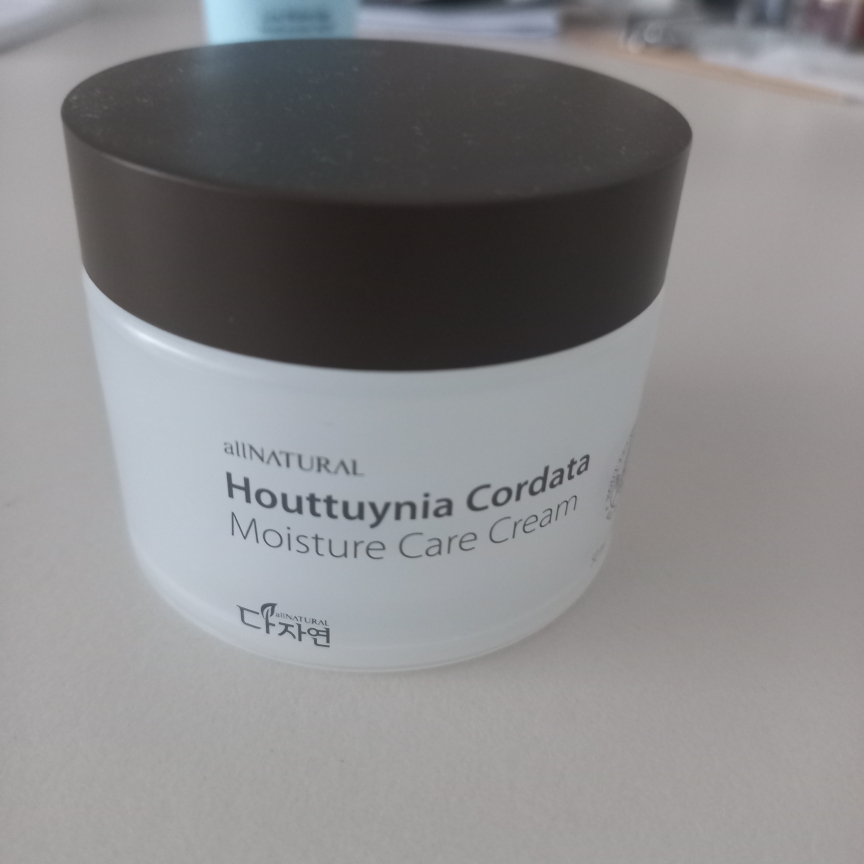 allNATURAL
Houttuynia Cordata
Moisture Care Cream
allNATURAL
다자연